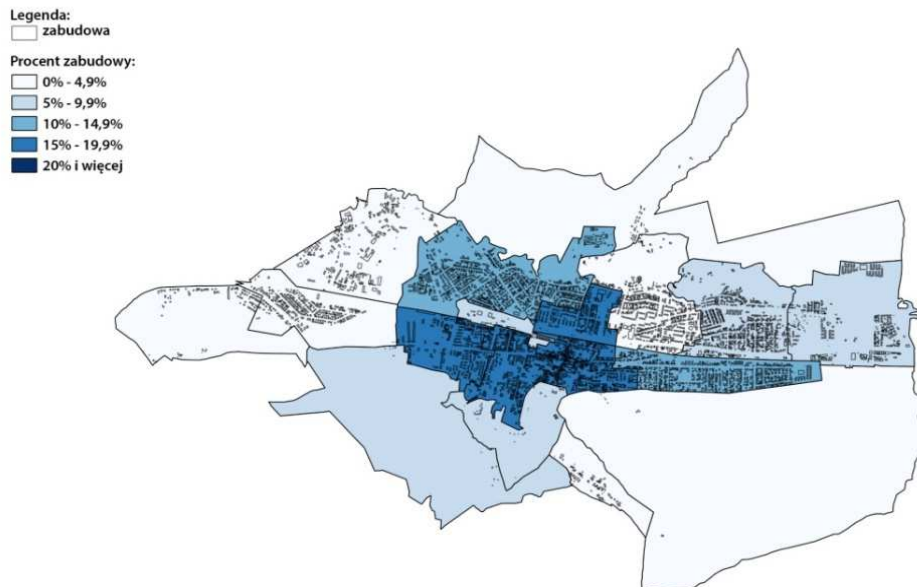 Legenda:
zabudowa
Procent zabudowy:
0% - 4,9%
5% - 9,9%
10% - 14,9%
15% - 19,9%
20% i więcej